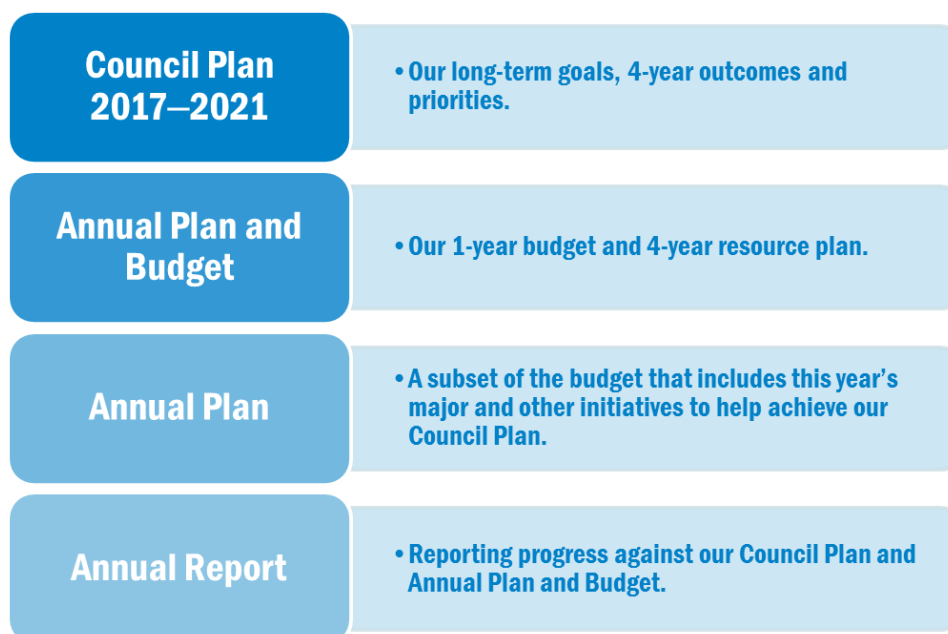 Council Plan
2017–2021
• Our long-term goals, 4-year outcomes and
priorities.
Annual Plan and
Budget
• Our 1-year budget and 4-year resource plan.
Annual Plan
• A subset of the budget that includes this year’s
major and other initiatives to help achieve our
Council Plan.
Annual Report
• Reporting progress against our Council Plan and
Annual Plan and Budget.